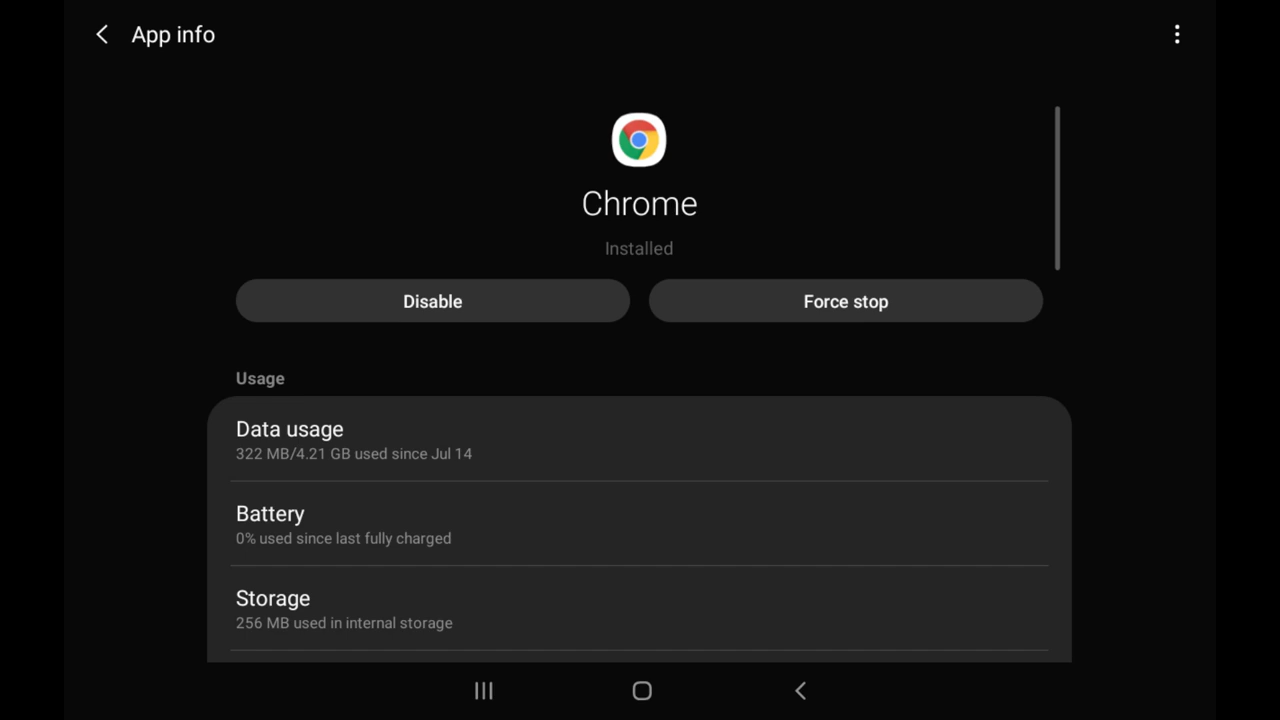 App info
Chrome
Installed
Disable
Force stop
Usage
Data usage
322 MB/4.21 GB used since Jul 14
Battery
0% used since last fully charged
Storage
256 MB used in internal storage